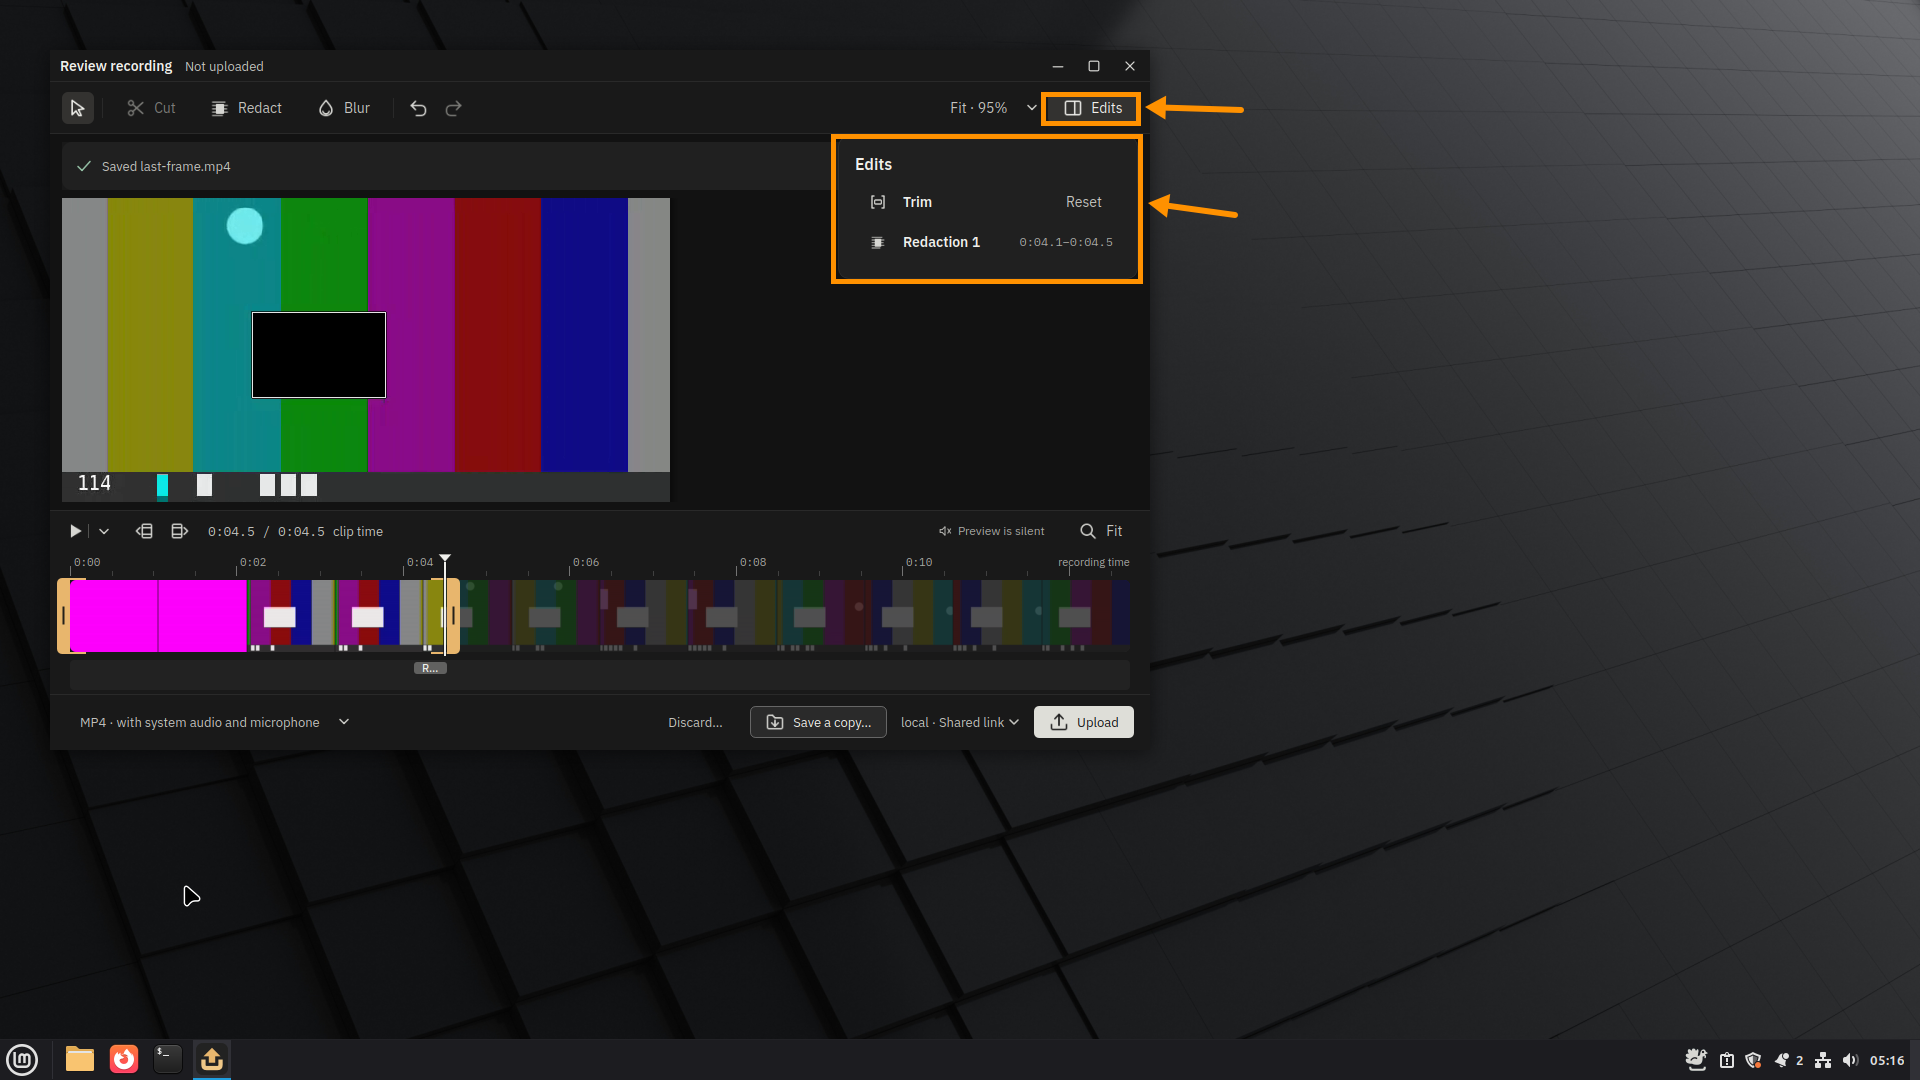 Review recording Not uploaded
Cut Redact Blur Fit · 95% Edits
Saved last-frame.mp4
Edits
Trim Reset
Redaction 1 0:04.1–0:04.5
114
0:04.5 / 0:04.5 clip time Preview is silent Fit
0:00 0:02 0:04 0:06 0:08 0:10 recording time
R...
MP4 · with system audio and microphone Discard... Save a copy... local · Shared link Upload
$_ 2 05:16